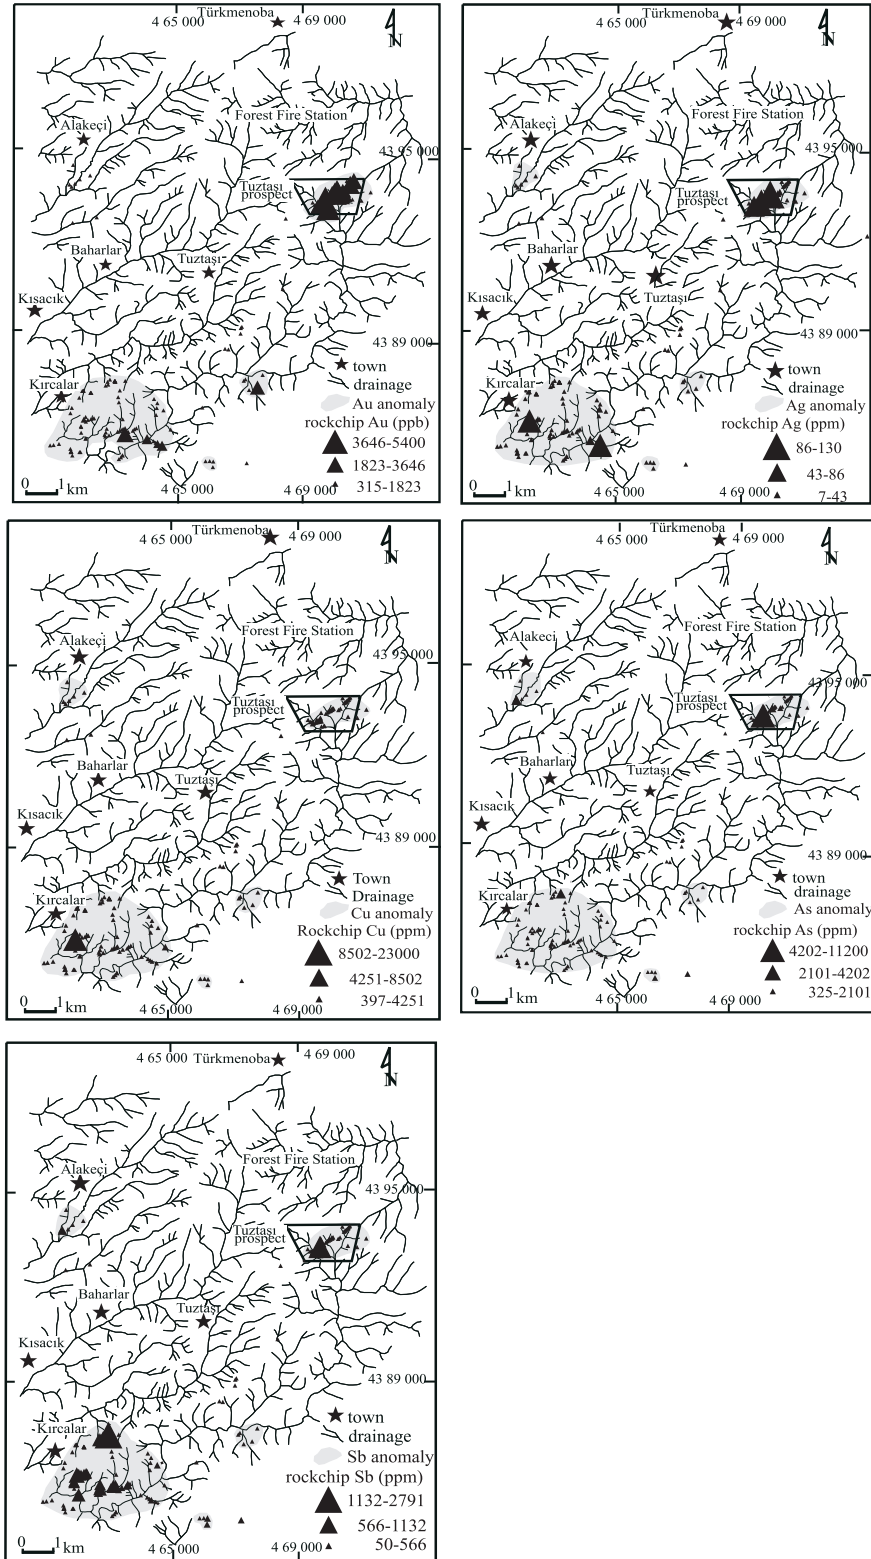 4 65 000
Türkmenoba
4 69 000
N
Forest Fire Station
Alakeçi
43 95 000
Tuztaşı
prospect
Baharlar
Tuztaşı
Kısacık
43 89 000
Kırcalar
town
drainage
Au anomaly
rockchip Au (ppb)
3646-5400
1823-3646
315-1823
0 1 km
4 65 000
4 69 000
4 65 000
Türkmenoba
4 69 000
N
Forest Fire Station
Alakeçi
43 95 000
Tuztaşı
prospect
Baharlar
Kısacık
Tuztaşı
43 89 000
Kırcalar
town
drainage
Ag anomaly
rockchip Ag (ppm)
86-130
43-86
7-43
0 1 km
4 65 000
4 69 000
Türkmenoba
4 65 000
4 69 000
N
Forest Fire Station
Alakeçi
43 95 000
Tuztaşı
prospect
Baharlar
Tuztaşı
Kısacık
43 89 000
Kırcalar
Town
Drainage
Cu anomaly
Rockchip Cu (ppm)
8502-23000
4251-8502
397-4251
0 1 km
4 65 000
4 69 000
Türkmenoba
4 65 000
4 69 000
N
Forest Fire Station
Alakeçi
43 95 000
Tuztaşı
prospect
Baharlar
Tuztaşı
Kısacık
43 89 000
Kırcalar
town
drainage
As anomaly
rockchip As (ppm)
4202-11200
2101-4202
325-2101
0 1 km
4 65 000
4 69 000
4 65 000
Türkmenoba
4 69 000
N
Forest Fire Station
Alakeçi
43 95 000
Tuztaşı
prospect
Baharlar
Tuztaşı
Kısacık
43 89 000
Kırcalar
town
drainage
Sb anomaly
rockchip Sb (ppm)
1132-2791
566-1132
50-566
0 1 km
4 65 000
4 69 000